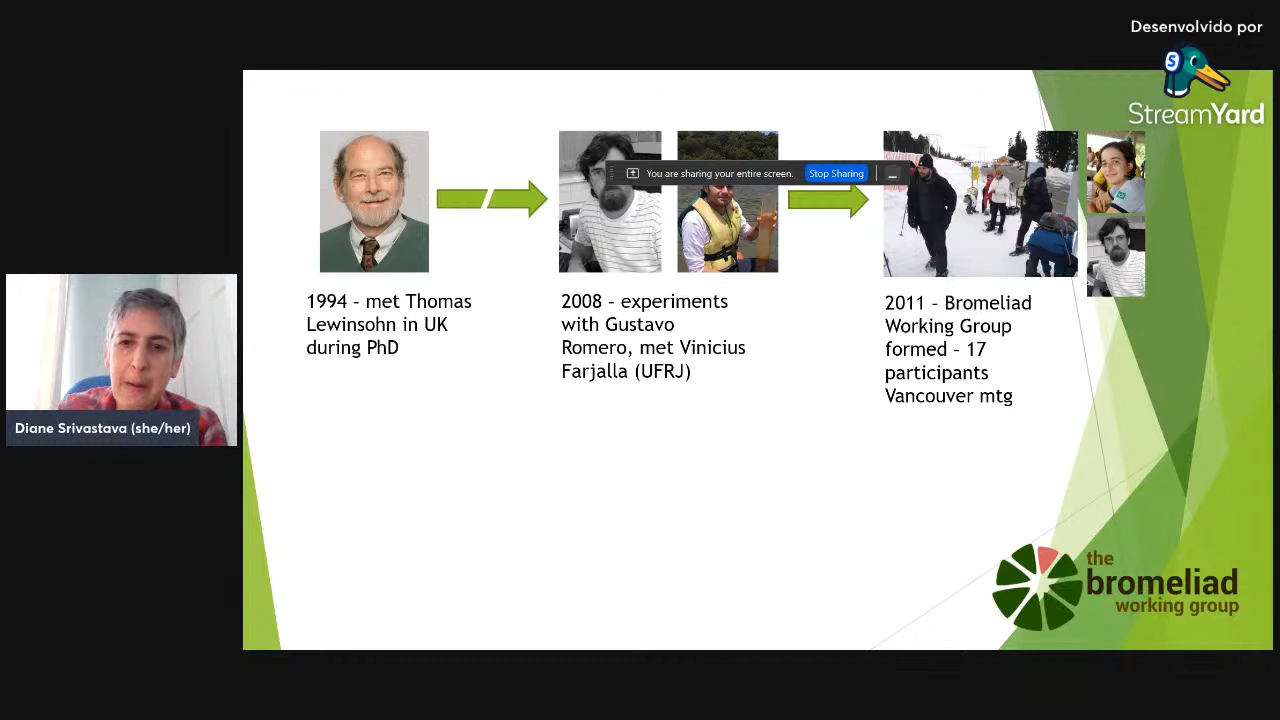 Desenvolvido por
S
StreamYard
You are sharing your entire screen.
Stop Sharing
1994 – met Thomas
Lewinsohn in UK
during PhD
2008 – experiments
with Gustavo
Romero, met Vinicius
Farjalla (UFRJ)
2011 – Bromeliad
Working Group
formed – 17
participants
Vancouver mtg
Diane Srivastava (she/her)
the
bromeliad
working group